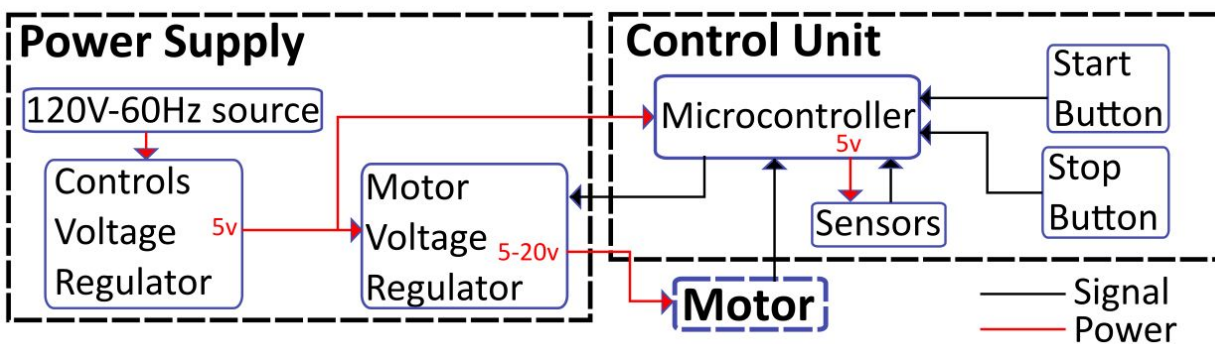 Power Supply
120V-60Hz source
Controls
Voltage
Regulator
5v
Motor
Voltage
Regulator
5-20v
Control Unit
Microcontroller
5v
Sensors
Start
Button
Stop
Button
Motor
Signal
Power